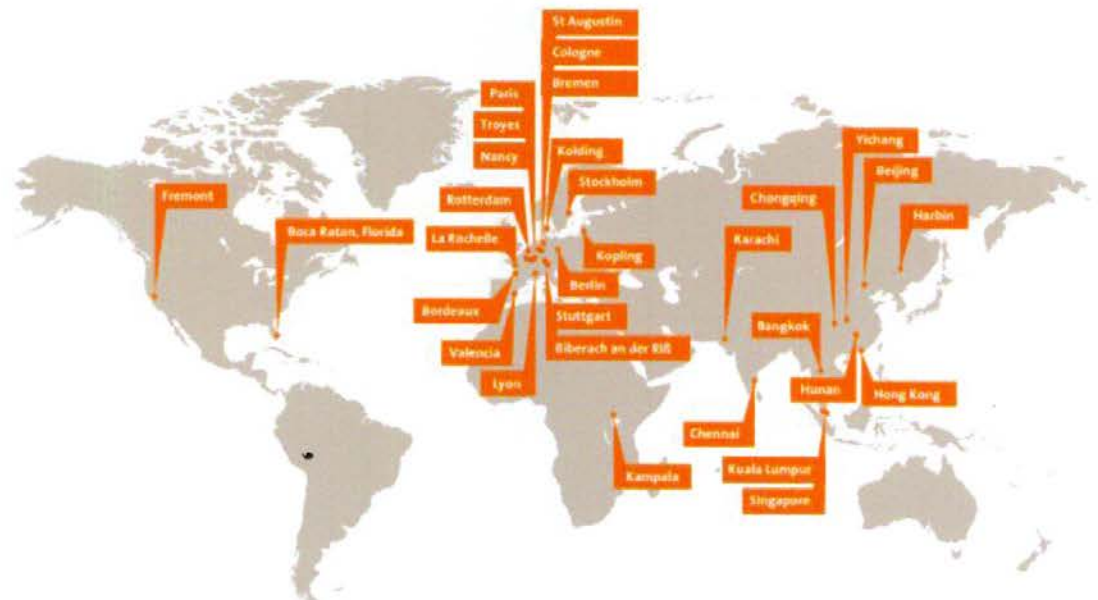 St Augustin
Cologne
Bremen
Paris
Troyes
Nancy
Kolding
Stockholm
Rotterdam
La Rochelle
Kopling
Berlin
Bordeaux
Stuttgart
Valencia
Biberach an der Riß
Lyon
Fremont
Boca Raton, Florida
Yichang
Beijing
Chongqing
Harbin
Karachi
Bangkok
Hunan
Hong Kong
Chennai
Kuala Lumpur
Singapore
Kampala